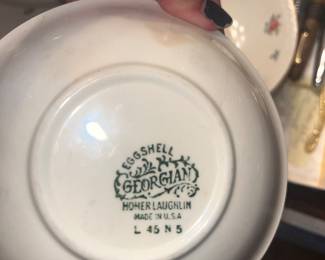 EGGSHELL
GEORGIAN
HOMER LAUGHLIN
MADE IN U.S.A
L 45 N 5